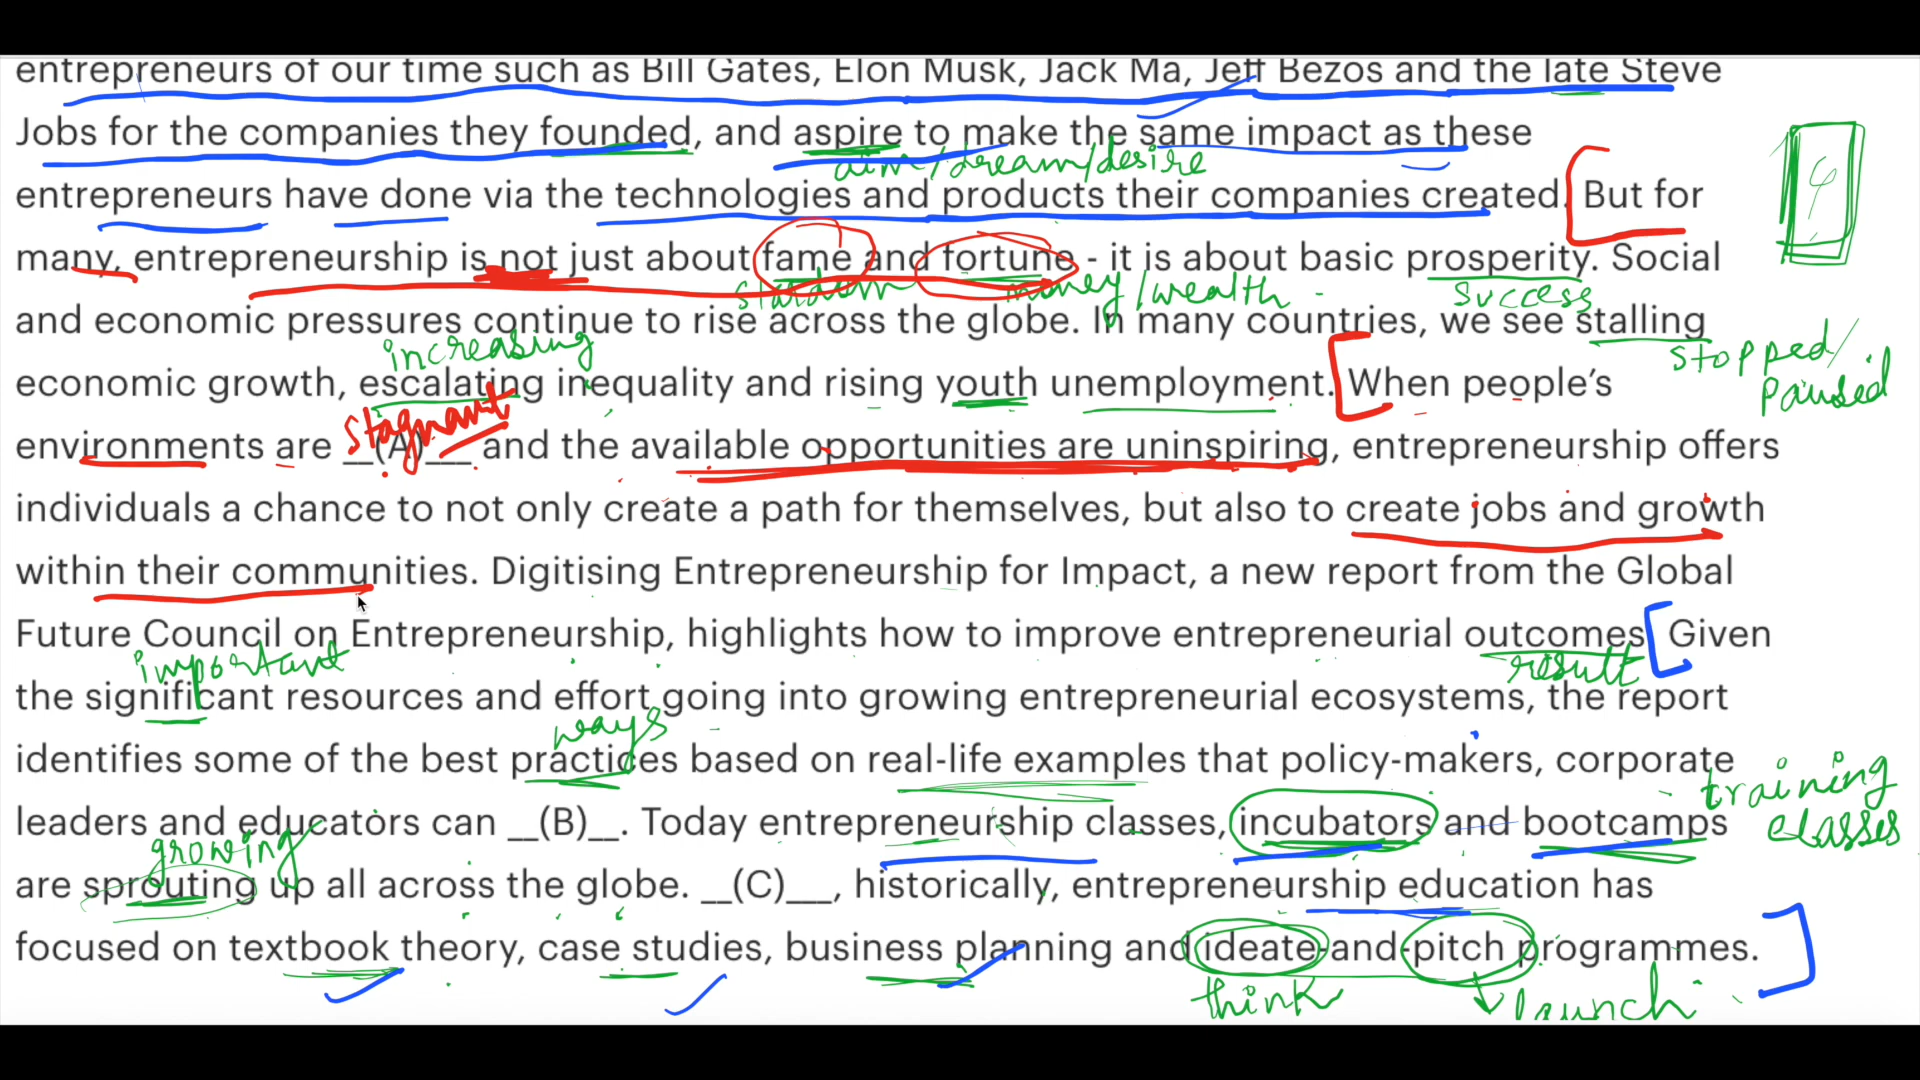 entrepreneurs of our time such as Bill Gates, Elon Musk, Jack Ma, Jeff Bezos and the late Steve
Jobs for the companies they founded, and aspire to make the same impact as these
aim/dream/desire
4
entrepreneurs have done via the technologies and products their companies created. But for
many, entrepreneurship is not just about fame and fortune - it is about basic prosperity. Social
stardom money/wealth success
and economic pressures continue to rise across the globe. In many countries, we see stalling
increasing stopped/
paused
economic growth, escalating inequality and rising youth unemployment. When people's
stagnant
environments are __(A)___ and the available opportunities are uninspiring, entrepreneurship offers
individuals a chance to not only create a path for themselves, but also to create jobs and growth
within their communities. Digitising Entrepreneurship for Impact, a new report from the Global
Future Council on Entrepreneurship, highlights how to improve entrepreneurial outcomes Given
important result
the significant resources and effort going into growing entrepreneurial ecosystems, the report
ways
identifies some of the best practices based on real-life examples that policy-makers, corporate
training
classes
leaders and educators can __(B)__. Today entrepreneurship classes, incubators and bootcamps
growing
are sprouting up all across the globe. __(C)___, historically, entrepreneurship education has
focused on textbook theory, case studies, business planning and ideate-and-pitch programmes.
think launch